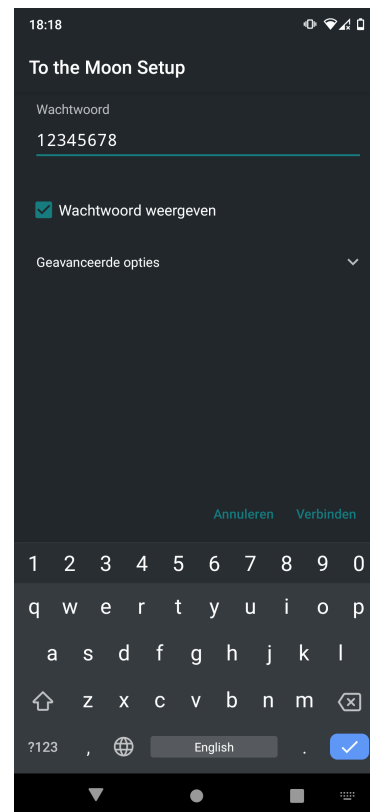 18:18
To the Moon Setup
Wachtwoord
12345678
Wachtwoord weergeven
Geavanceerde opties
Annuleren Verbinden
1 2 3 4 5 6 7 8 9 0
q w e r t y u i o p
a s d f g h j k l
z x c v b n m
?123 , English .